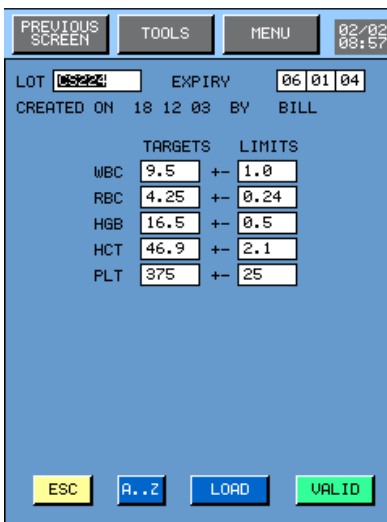 PREVIOUS SCREEN TOOLS MENU 02/02 08:57
LOT CS224 EXPIRY 06 01 04
CREATED ON 18 12 03 BY BILL
TARGETS LIMITS
WBC 9.5 +- 1.0
RBC 4.25 +- 0.24
HGB 16.5 +- 0.5
HCT 46.9 +- 2.1
PLT 375 +- 25
ESC A..Z LOAD VALID